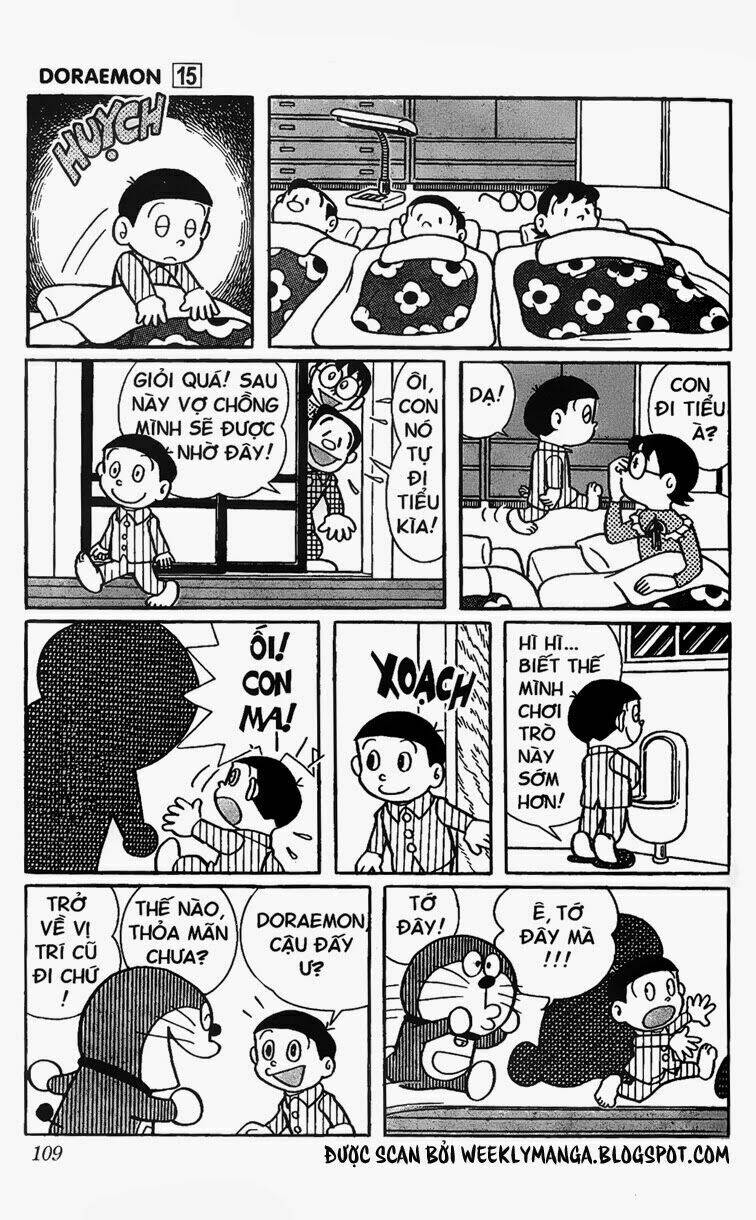 DORAEMON 15
HUỴCH
CON
ĐI TIỂU
À?
DẠ!
ÔI,
CON
NÓ
TỰ
ĐI
TIỂU
KÌA!
GIỎI QUÁ! SAU
NÀY VỢ CHỒNG
MÌNH SẼ ĐƯỢC
NHỜ ĐÂY!
HÌ HÌ...
BIẾT THẾ
MÌNH
CHƠI
TRÒ
NÀY
SỚM
HƠN!
XOẠCH
ỐI!
CON
MA!
Ê, TỚ
ĐÂY MÀ
!!!
TỚ
ĐÂY!
DORAEMON,
CẬU ĐẤY
Ư?
THẾ NÀO,
THỎA MÃN
CHƯA?
TRỞ
VỀ VỊ
TRÍ CŨ
ĐI CHỨ
!
109
ĐƯỢC SCAN BỞI WEEKLYMANGA.BLOGSPOT.COM